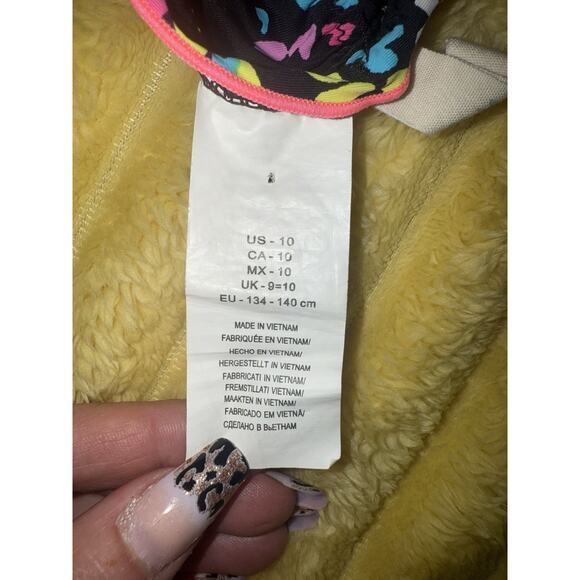 US - 10
CA - 10
MX - 10
UK - 9=10
EU - 134 - 140 cm
MADE IN VIETNAM
FABRIQUÉE EN VIETNAM/
HECHO EN VIETNAM/
HERGESTELLT IN VIETNAM/
FABBRICATI IN VIETNAM/
FREMSTILLATI VIETNAM/
MAAKTEN IN VIETNAM/
FABRICADO EM VIETNÃ/
СДЕЛАНО В ВЬЕТНАМ